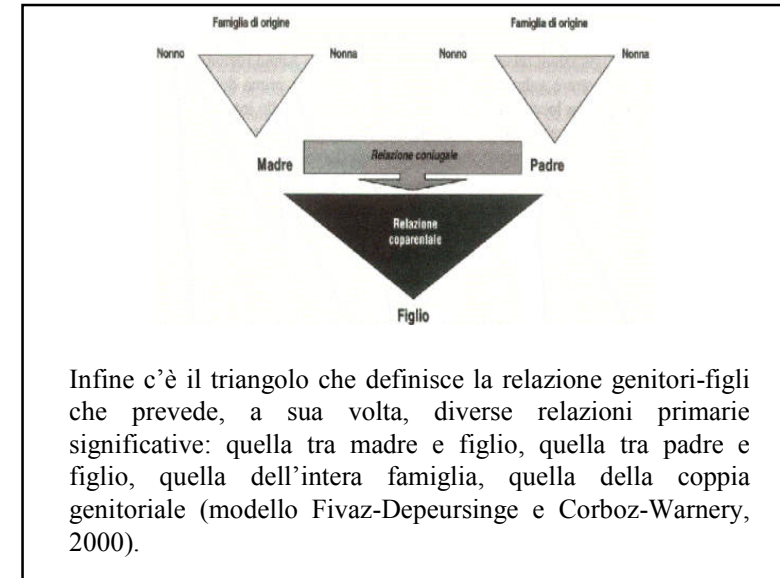 Famiglia di origine Famiglia di origine
Nonno Nonna Nonno Nonna
Madre Relazione coniugale Padre
Relazione
coparentale
Figlio
Infine c’è il triangolo che definisce la relazione genitori-figli
che prevede, a sua volta, diverse relazioni primarie
significative: quella tra madre e figlio, quella tra padre e
figlio, quella dell’intera famiglia, quella della coppia
genitoriale (modello Fivaz-Depeursinge e Corboz-Warnery,
2000).